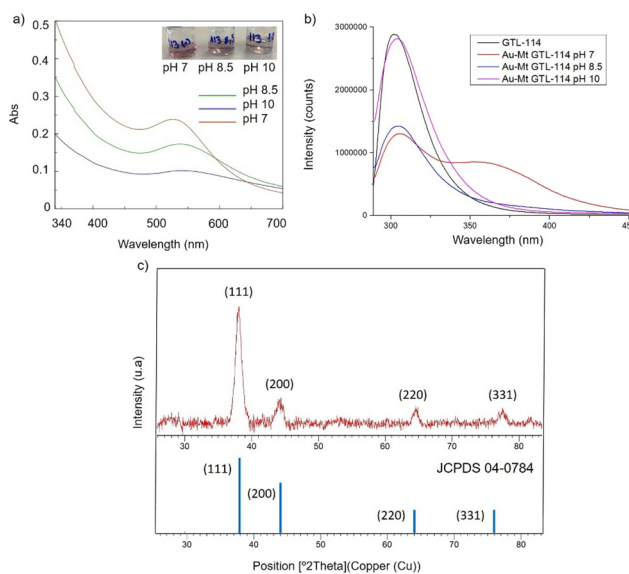 a)
Abs
0.5
0.4
0.3
0.2
0.1
0
340
400
500
600
700
Wavelength (nm)
pH 7
pH 8.5
pH 10
pH 8.5
pH 10
pH 7
b)
Intensity (counts)
3000000
2000000
1000000
0
300
350
400
Wavelength (nm)
GTL-114
Au-Mt GTL-114 pH 7
Au-Mt GTL-114 pH 8.5
Au-Mt GTL-114 pH 10
c)
Intensity (u.a)
(111)
(200)
(220)
(331)
30
40
50
60
70
80
JCPDS 04-0784
(111)
(200)
(220)
(331)
30
40
50
60
70
80
Position [º2Theta](Copper (Cu))